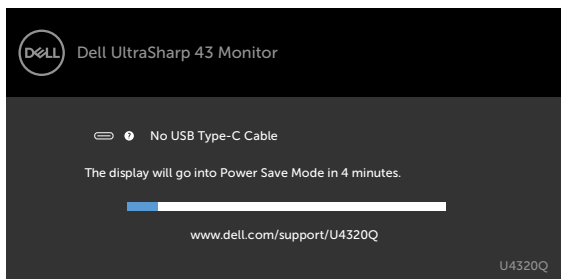 DELL
Dell UltraSharp 43 Monitor
? No USB Type-C Cable
The display will go into Power Save Mode in 4 minutes.
www.dell.com/support/U4320Q
U4320Q